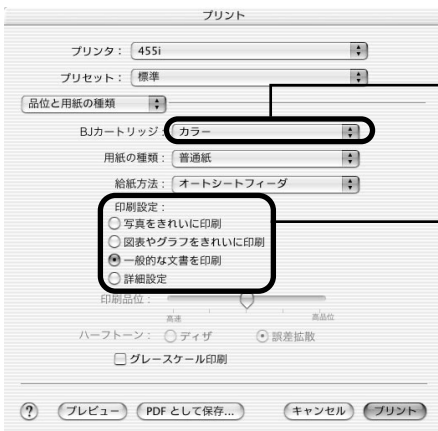 プリント
プリンタ： 455i
プリセット： 標準
品位と用紙の種類
BJカートリッジ： カラー
用紙の種類： 普通紙
給紙方法： オートシートフィーダ
印刷設定：
写真をきれいに印刷
図表やグラフをきれいに印刷
一般的な文書を印刷
詳細設定
印刷品位：
高速 高品位
ハーフトーン： ディザ 誤差拡散
グレースケール印刷
? プレビュー PDF として保存... キャンセル プリント